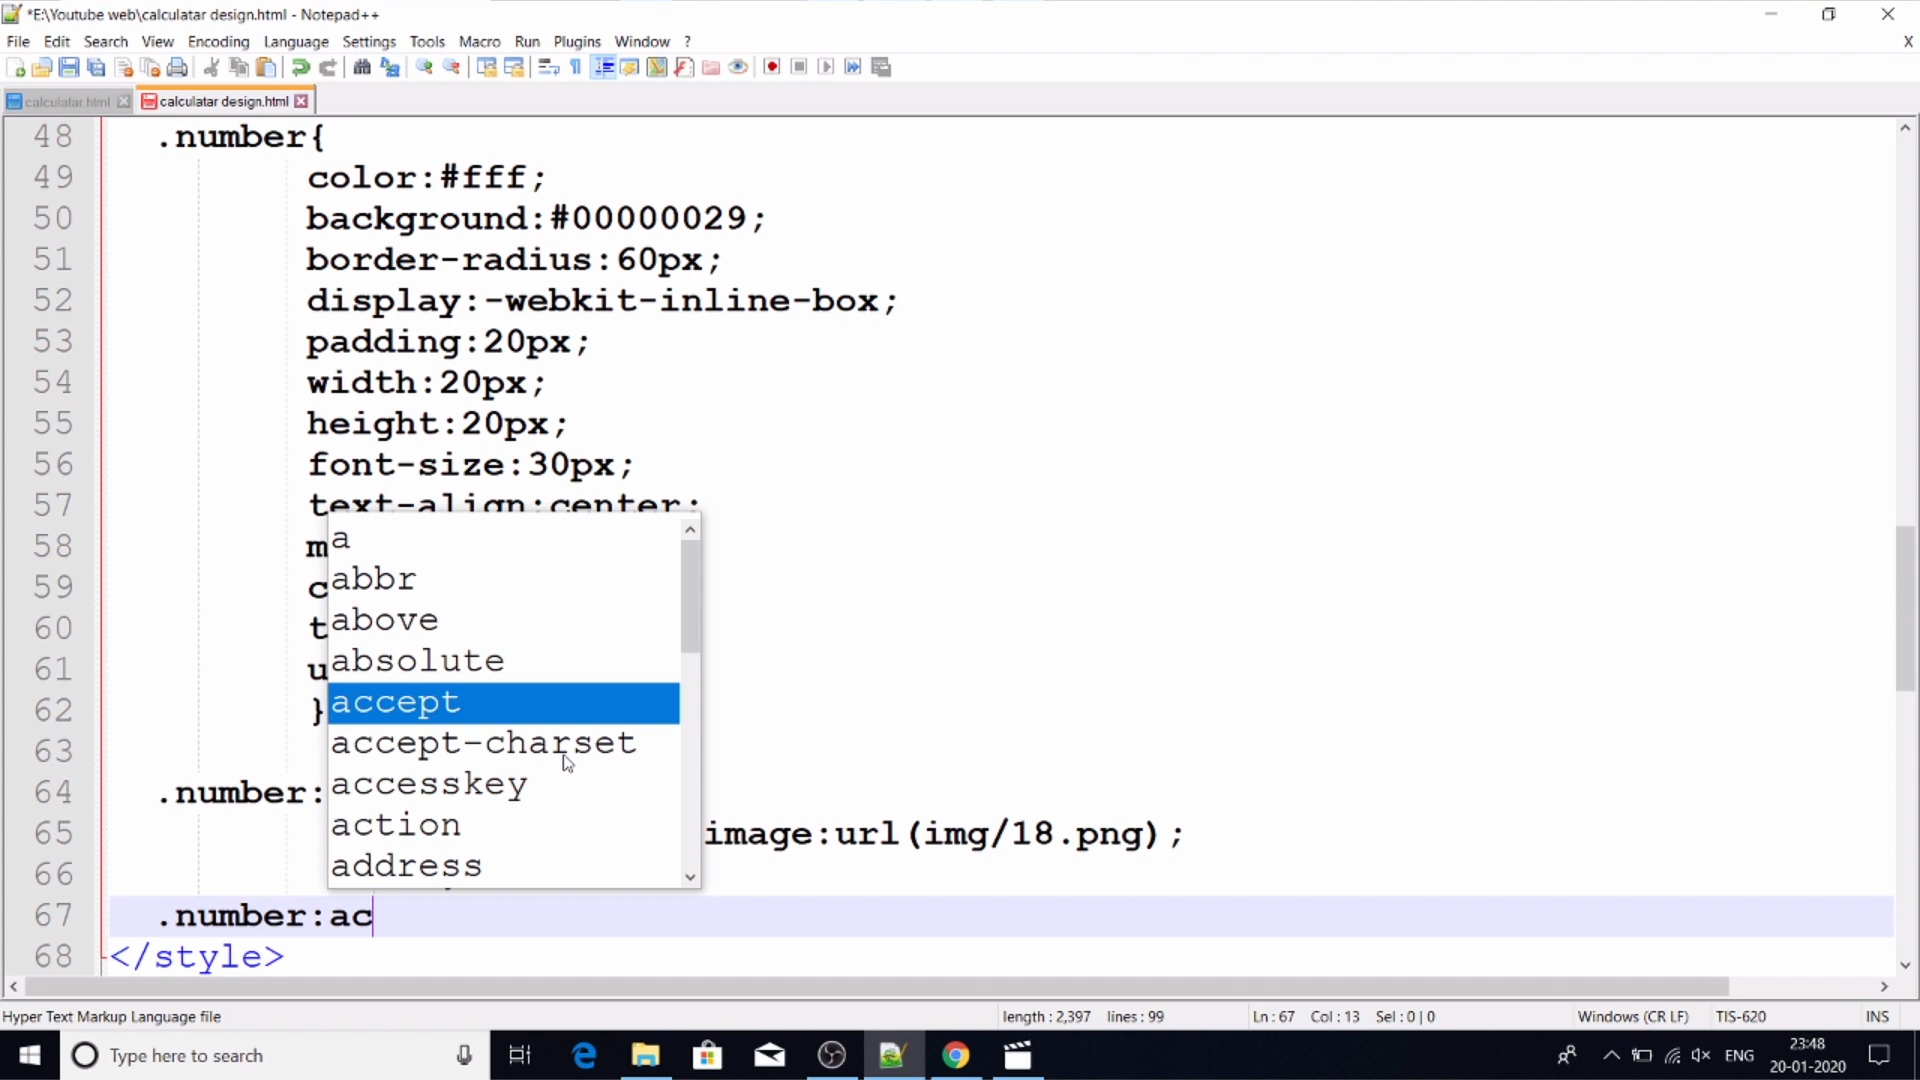 *E:\Youtube web\calculatar design.html - Notepad++
File Edit Search View Encoding Language Settings Tools Macro Run Plugins Window ? X
calculatar html calculatar design.html
48 .number{
49 color:#fff;
50 background:#00000029;
51 border-radius:60px;
52 display:-webkit-inline-box;
53 padding:20px;
54 width:20px;
55 height:20px;
56 font-size:30px;
57 text-align:center;
58 m
59 c
60 t
61 u
62 }
63
64 .number:
65 image:url(img/18.png);
66
67 .number:ac
68 </style>
a
abbr
above
absolute
accept
accept-charset
accesskey
action
address
Hyper Text Markup Language file length : 2,397 lines : 99 Ln : 67 Col : 13 Sel : 0 | 0 Windows (CR LF) TIS-620 INS
Type here to search ENG 23:48
20-01-2020